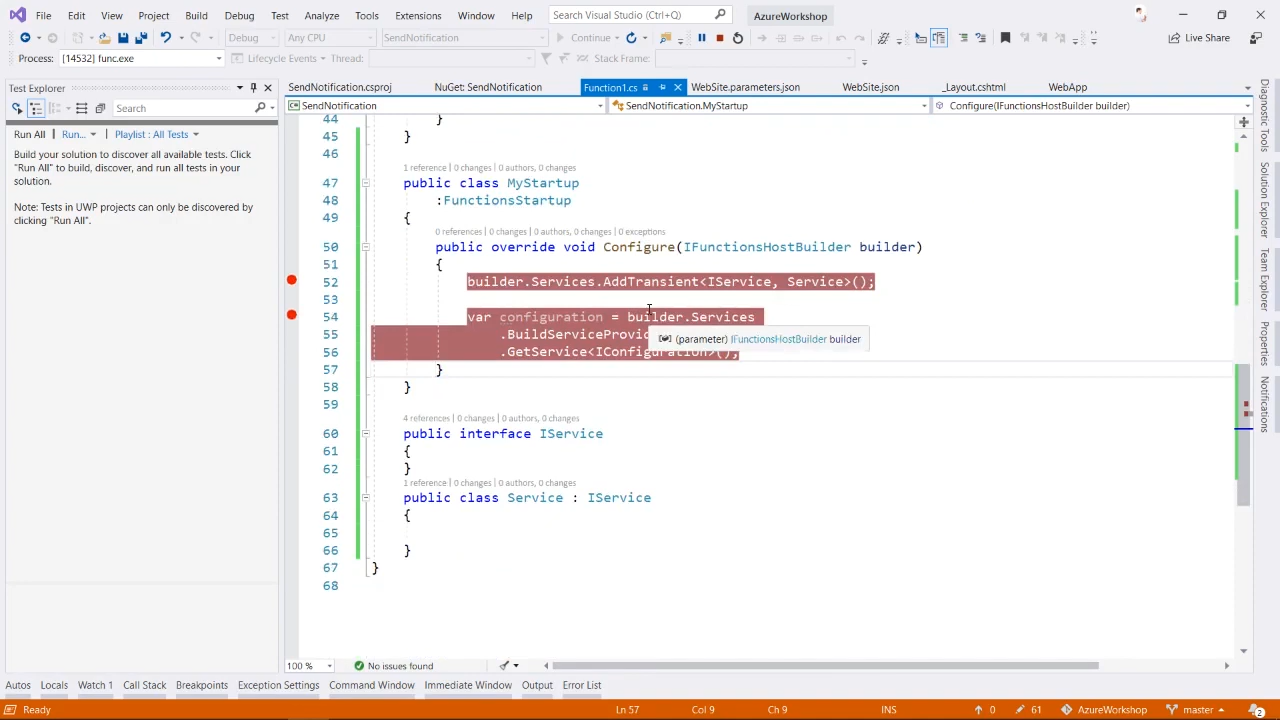 File Edit View Project Build Debug Test Analyze Tools Extensions Window Help Search Visual Studio (Ctrl+Q) AzureWorkshop
Debug Any CPU SendNotification Continue Live Share
Process: [14532] func.exe Lifecycle Events Thread: Stack Frame:
Test Explorer
Search
Run All Run... Playlist : All Tests
Build your solution to discover all available tests. Click
"Run All" to build, discover, and run all tests in your
solution.
Note: Tests in UWP projects can only be discovered by
clicking "Run All".
SendNotification.csproj NuGet: SendNotification Function1.cs WebSite.parameters.json WebSite.json _Layout.cshtml WebApp
SendNotification SendNotification.MyStartup Configure(IFunctionsHostBuilder builder)
44 }
45 }
46
1 reference | 0 changes | 0 authors, 0 changes
47 public class MyStartup
48 :FunctionsStartup
49 {
0 references | 0 changes | 0 authors, 0 changes | 0 exceptions
50 public override void Configure(IFunctionsHostBuilder builder)
51 {
52 builder.Services.AddTransient<IService, Service>();
53
54 var configuration = builder.Services
55 .BuildServiceProvid
(parameter) IFunctionsHostBuilder builder
56 .GetService<IConfiguration>();
57 }
58 }
59
4 references | 0 changes | 0 authors, 0 changes
60 public interface IService
61 {
62 }
1 reference | 0 changes | 0 authors, 0 changes
63 public class Service : IService
64 {
65
66 }
67 }
68
100 % No issues found
Autos Locals Watch 1 Call Stack Breakpoints Exception Settings Command Window Immediate Window Output Error List
Ready Ln 57 Col 9 Ch 9 INS 0 61 AzureWorkshop master 2
Diagnostic Tools
Solution Explorer
Team Explorer
Properties
Notifications